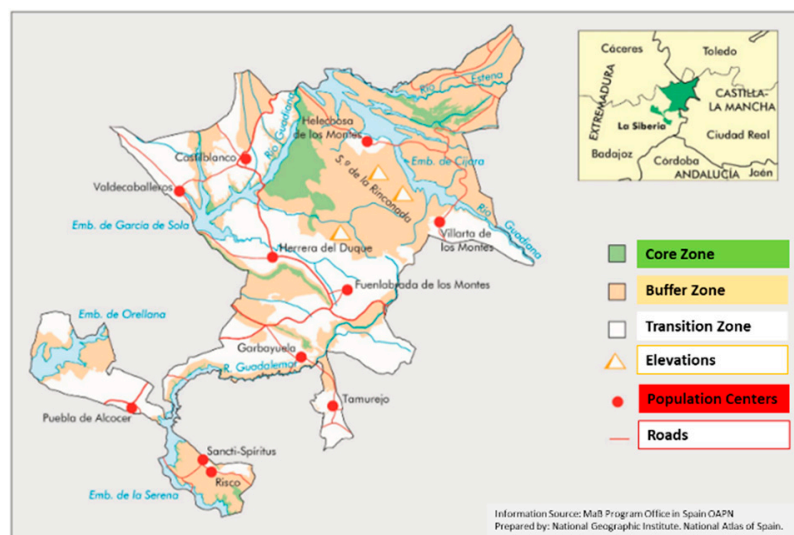 Río
Estena
Helechosa
de los Montes
Río Guadiana
Castilblanco
Emb. de Cijara
S.ª de la Rinconada
Valdecaballeros
Río
Guadiana
Emb. de García de Sola
Villarta de
los Montes
Herrera del Duque
Fuenlabrada de los Montes
Emb. de Orellana
Garbayuela
R. Guadalemar
Tamurejo
Puebla de Alcocer
Sancti-Spíritus
Risco
Emb. de la Serena
Cáceres
Toledo
EXTREMADURA
CASTILLA-
LA MANCHA
La Siberia
Ciudad Real
Badajoz
Córdoba
ANDALUCÍA
Jaén
Core Zone
Buffer Zone
Transition Zone
Elevations
Population Centers
Roads
Information Source: MaB Program Office in Spain OAPN
Prepared by: National Geographic Institute. National Atlas of Spain.